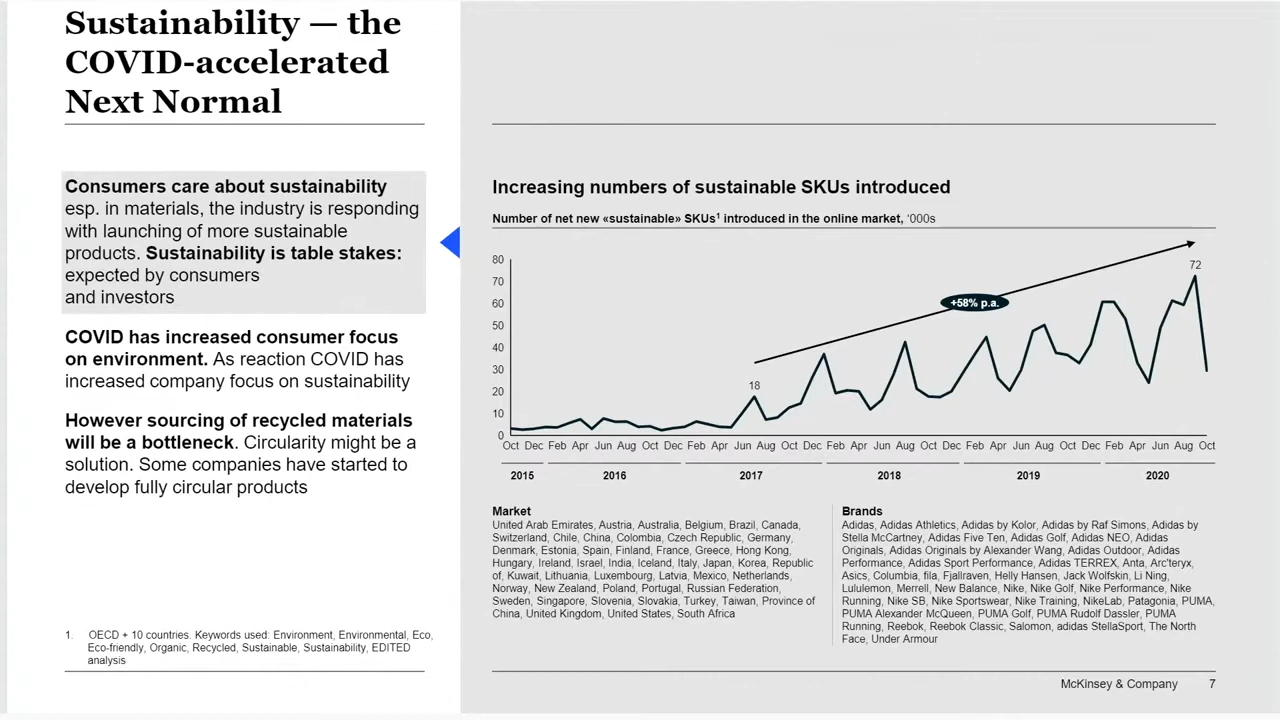 Sustainability — the
COVID-accelerated
Next Normal
Consumers care about sustainability
esp. in materials, the industry is responding
with launching of more sustainable
products. Sustainability is table stakes:
expected by consumers
and investors
COVID has increased consumer focus
on environment. As reaction COVID has
increased company focus on sustainability
However sourcing of recycled materials
will be a bottleneck. Circularity might be a
solution. Some companies have started to
develop fully circular products
1. OECD + 10 countries. Keywords used: Environment, Environmental, Eco,
Eco-friendly, Organic, Recycled, Sustainable, Sustainability, EDITED
analysis
Increasing numbers of sustainable SKUs introduced
Number of net new «sustainable» SKUs1 introduced in the online market, ‘000s
80
70
60
50
40
30
20
10
0
18
+58% p.a.
72
Oct Dec Feb Apr Jun Aug Oct Dec Feb Apr Jun Aug Oct Dec Feb Apr Jun Aug Oct Dec Feb Apr Jun Aug Oct Dec Feb Apr Jun Aug Oct
2015 2016 2017 2018 2019 2020
Market
United Arab Emirates, Austria, Australia, Belgium, Brazil, Canada,
Switzerland, Chile, China, Colombia, Czech Republic, Germany,
Denmark, Estonia, Spain, Finland, France, Greece, Hong Kong,
Hungary, Ireland, Israel, India, Iceland, Italy, Japan, Korea, Republic
of, Kuwait, Lithuania, Luxembourg, Latvia, Mexico, Netherlands,
Norway, New Zealand, Poland, Portugal, Russian Federation,
Sweden, Singapore, Slovenia, Slovakia, Turkey, Taiwan, Province of
China, United Kingdom, United States, South Africa
Brands
Adidas, Adidas Athletics, Adidas by Kolor, Adidas by Raf Simons, Adidas by
Stella McCartney, Adidas Five Ten, Adidas Golf, Adidas NEO, Adidas
Originals, Adidas Originals by Alexander Wang, Adidas Outdoor, Adidas
Performance, Adidas Sport Performance, Adidas TERREX, Anta, Arc'teryx,
Asics, Columbia, fila, Fjallraven, Helly Hansen, Jack Wolfskin, Li Ning,
Lululemon, Merrell, New Balance, Nike, Nike Golf, Nike Performance, Nike
Running, Nike SB, Nike Sportswear, Nike Training, NikeLab, Patagonia, PUMA,
PUMA Alexander McQueen, PUMA Golf, PUMA Rudolf Dassler, PUMA
Running, Reebok, Reebok Classic, Salomon, adidas StellaSport, The North
Face, Under Armour
McKinsey & Company 7